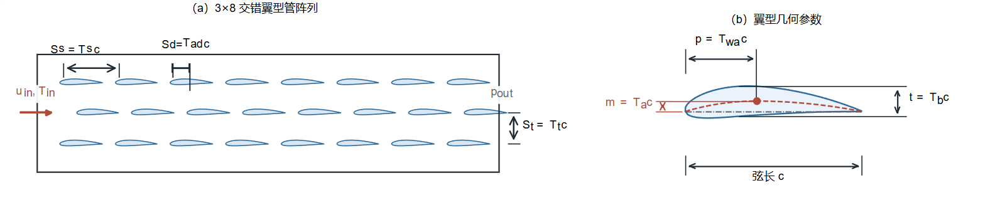 （a）3×8 交错翼型管阵列
Ss = Tsc
Sd=Tadc
uin, Tin
pout
St = Ttc
（b）翼型几何参数
p = Twac
m = Tac
t = Tbc
弦长 c